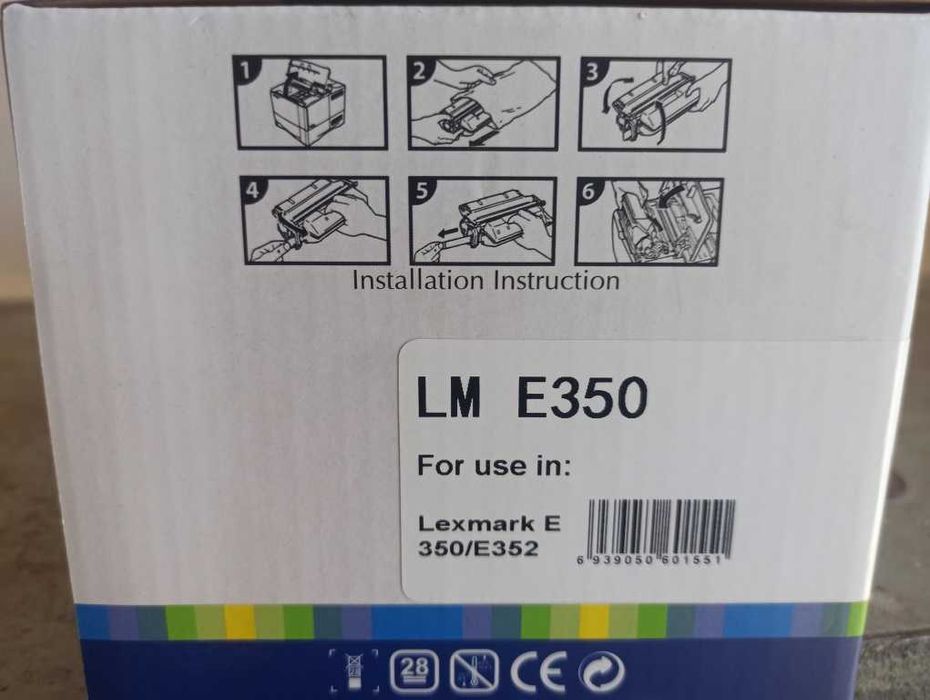 1
2
3
4
5
6
Installation Instruction
LM E350
For use in:
Lexmark E
350/E352
6 939050 601551
28
CE